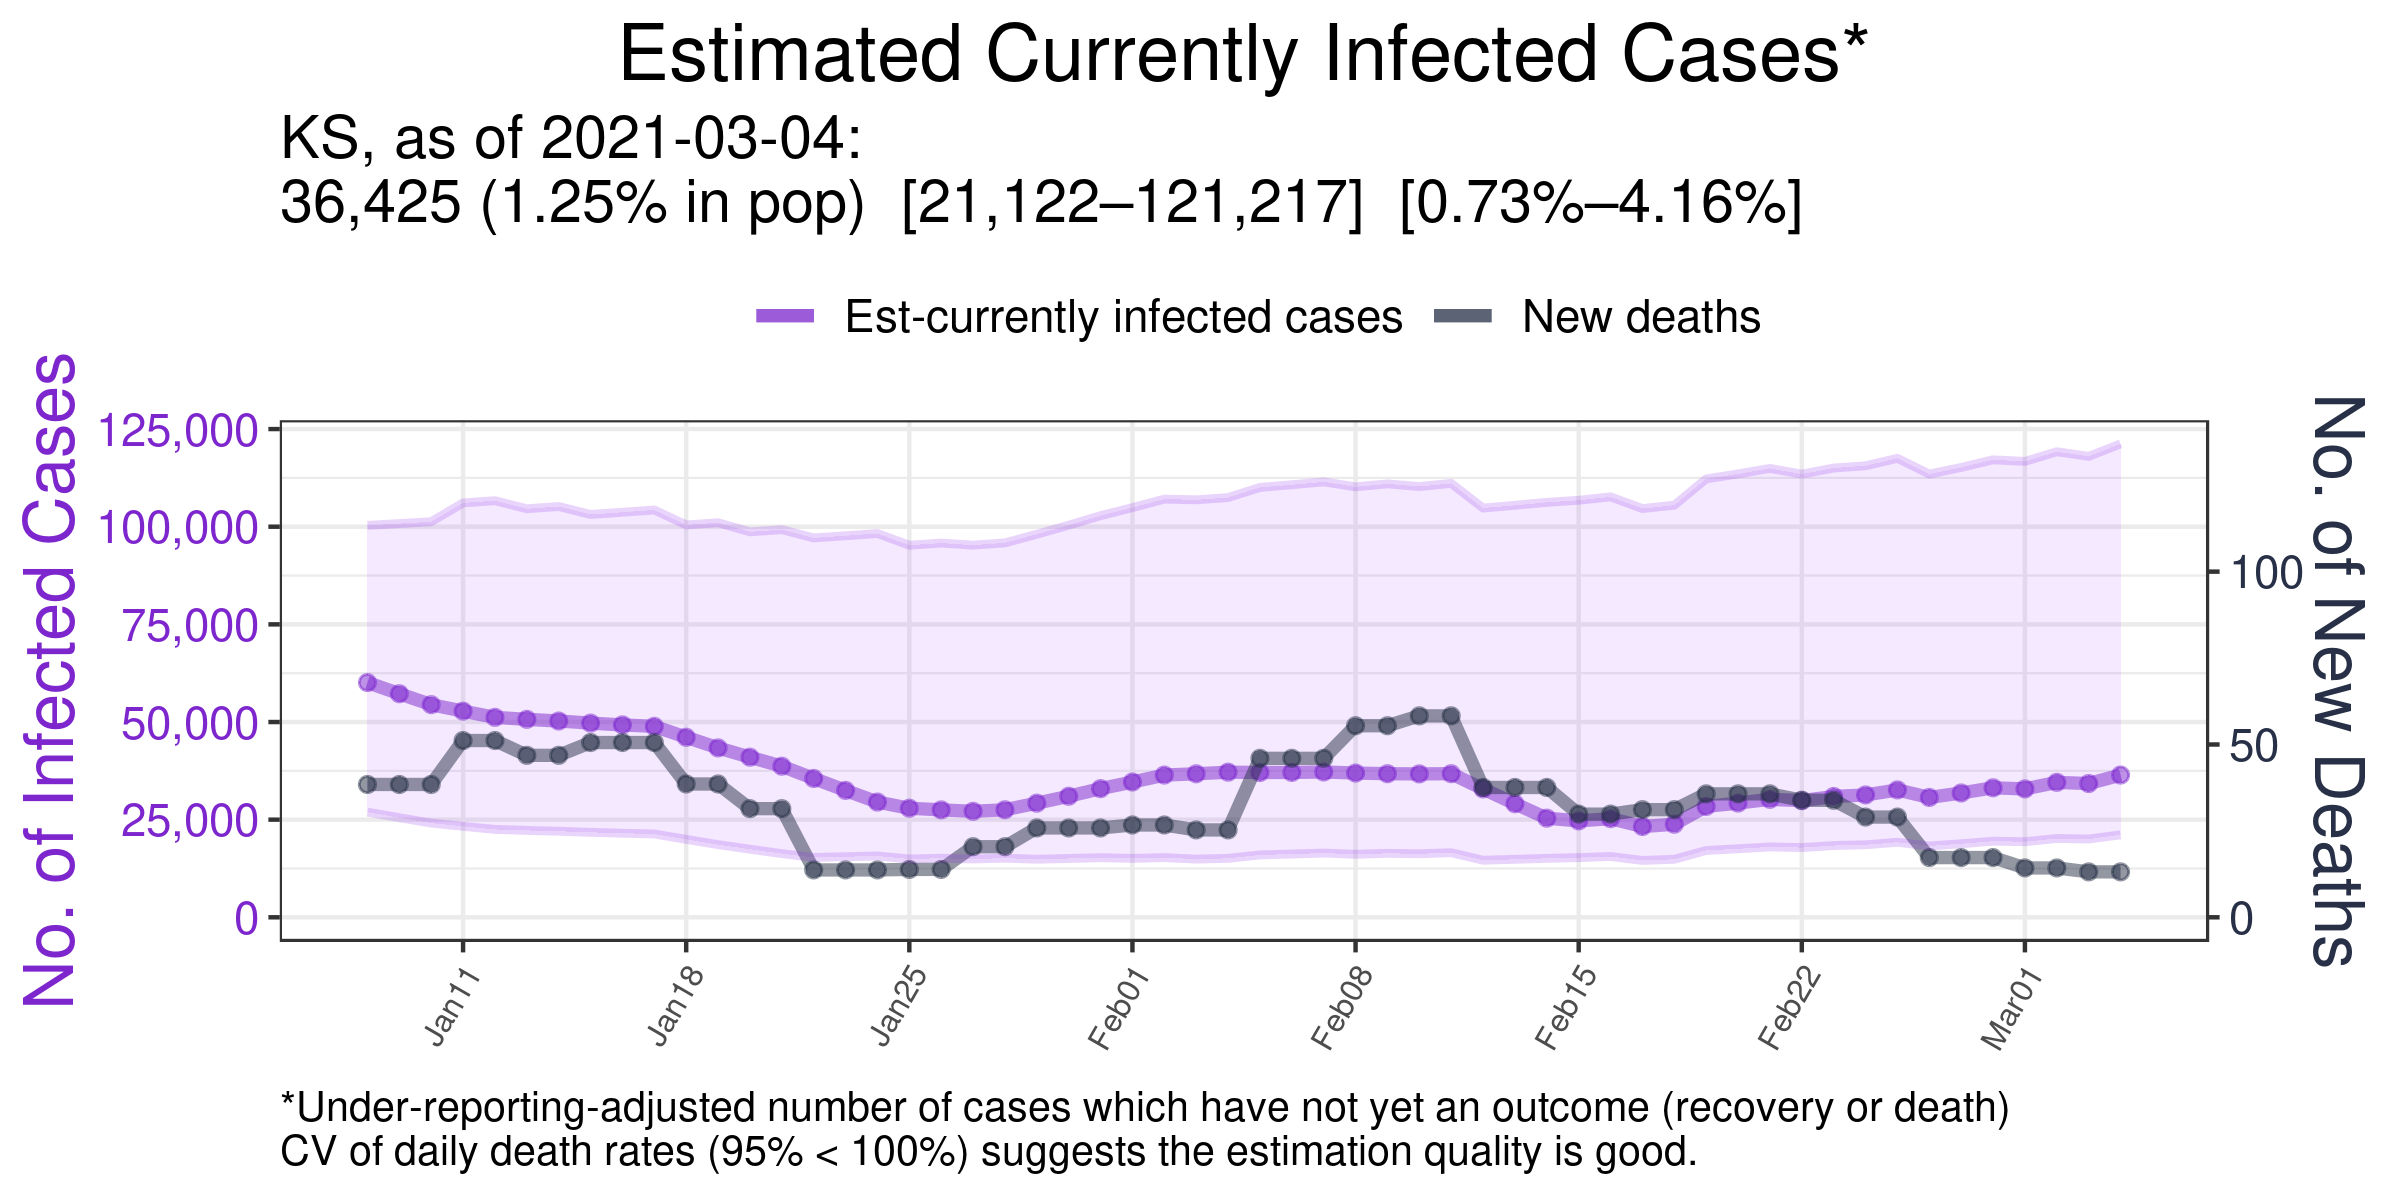 Estimated Currently Infected Cases*
KS, as of 2021-03-04:
36,425 (1.25% in pop)  [21,122–121,217]  [0.73%–4.16%]
Est-currently infected cases
New deaths
No. of Infected Cases
125,000
100,000
75,000
50,000
25,000
0
No. of New Deaths
100
50
0
Jan11
Jan18
Jan25
Feb01
Feb08
Feb15
Feb22
Mar01
*Under-reporting-adjusted number of cases which have not yet an outcome (recovery or death)
CV of daily death rates (95% < 100%) suggests the estimation quality is good.